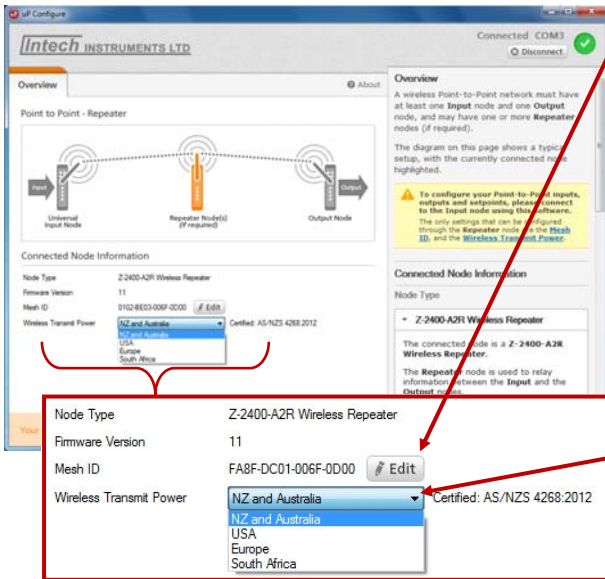 uP Configure
Intech INSTRUMENTS LTD
Connected COM3
Disconnect
Overview
About
Point to Point - Repeater
Input
Output
Universal
Input Node
Repeater Node(s)
(If required)
Output Node
Connected Node Information
Node Type Z-2400-A2R Wireless Repeater
Firmware Version 11
Mesh ID 0102-8E03-006F-0D00 Edit
Wireless Transmit Power NZ and Australia Certified: AS/NZS 4268:2012
NZ and Australia
USA
Europe
South Africa
Your
Overview
A wireless Point-to-Point network must have
at least one Input node and one Output
node, and may have one or more Repeater
nodes (if required).
The diagram on this page shows a typical
setup, with the currently connected node
highlighted.
To configure your Point-to-Point inputs,
outputs and setpoints, please connect
to the Input node using this software.
The only settings that can be configured
through the Repeater node are the Mesh
ID, and the Wireless Transmit Power.
Connected Node Information
Node Type
Z-2400-A2R Wireless Repeater
The connected node is a Z-2400-A2R
Wireless Repeater.
The Repeater node is used to relay
information between the Input and the
Output nodes.
Node Type Z-2400-A2R Wireless Repeater
Firmware Version 11
Mesh ID FA8F-DC01-006F-0D00 Edit
Wireless Transmit Power NZ and Australia Certified: AS/NZS 4268:2012
NZ and Australia
USA
Europe
South Africa